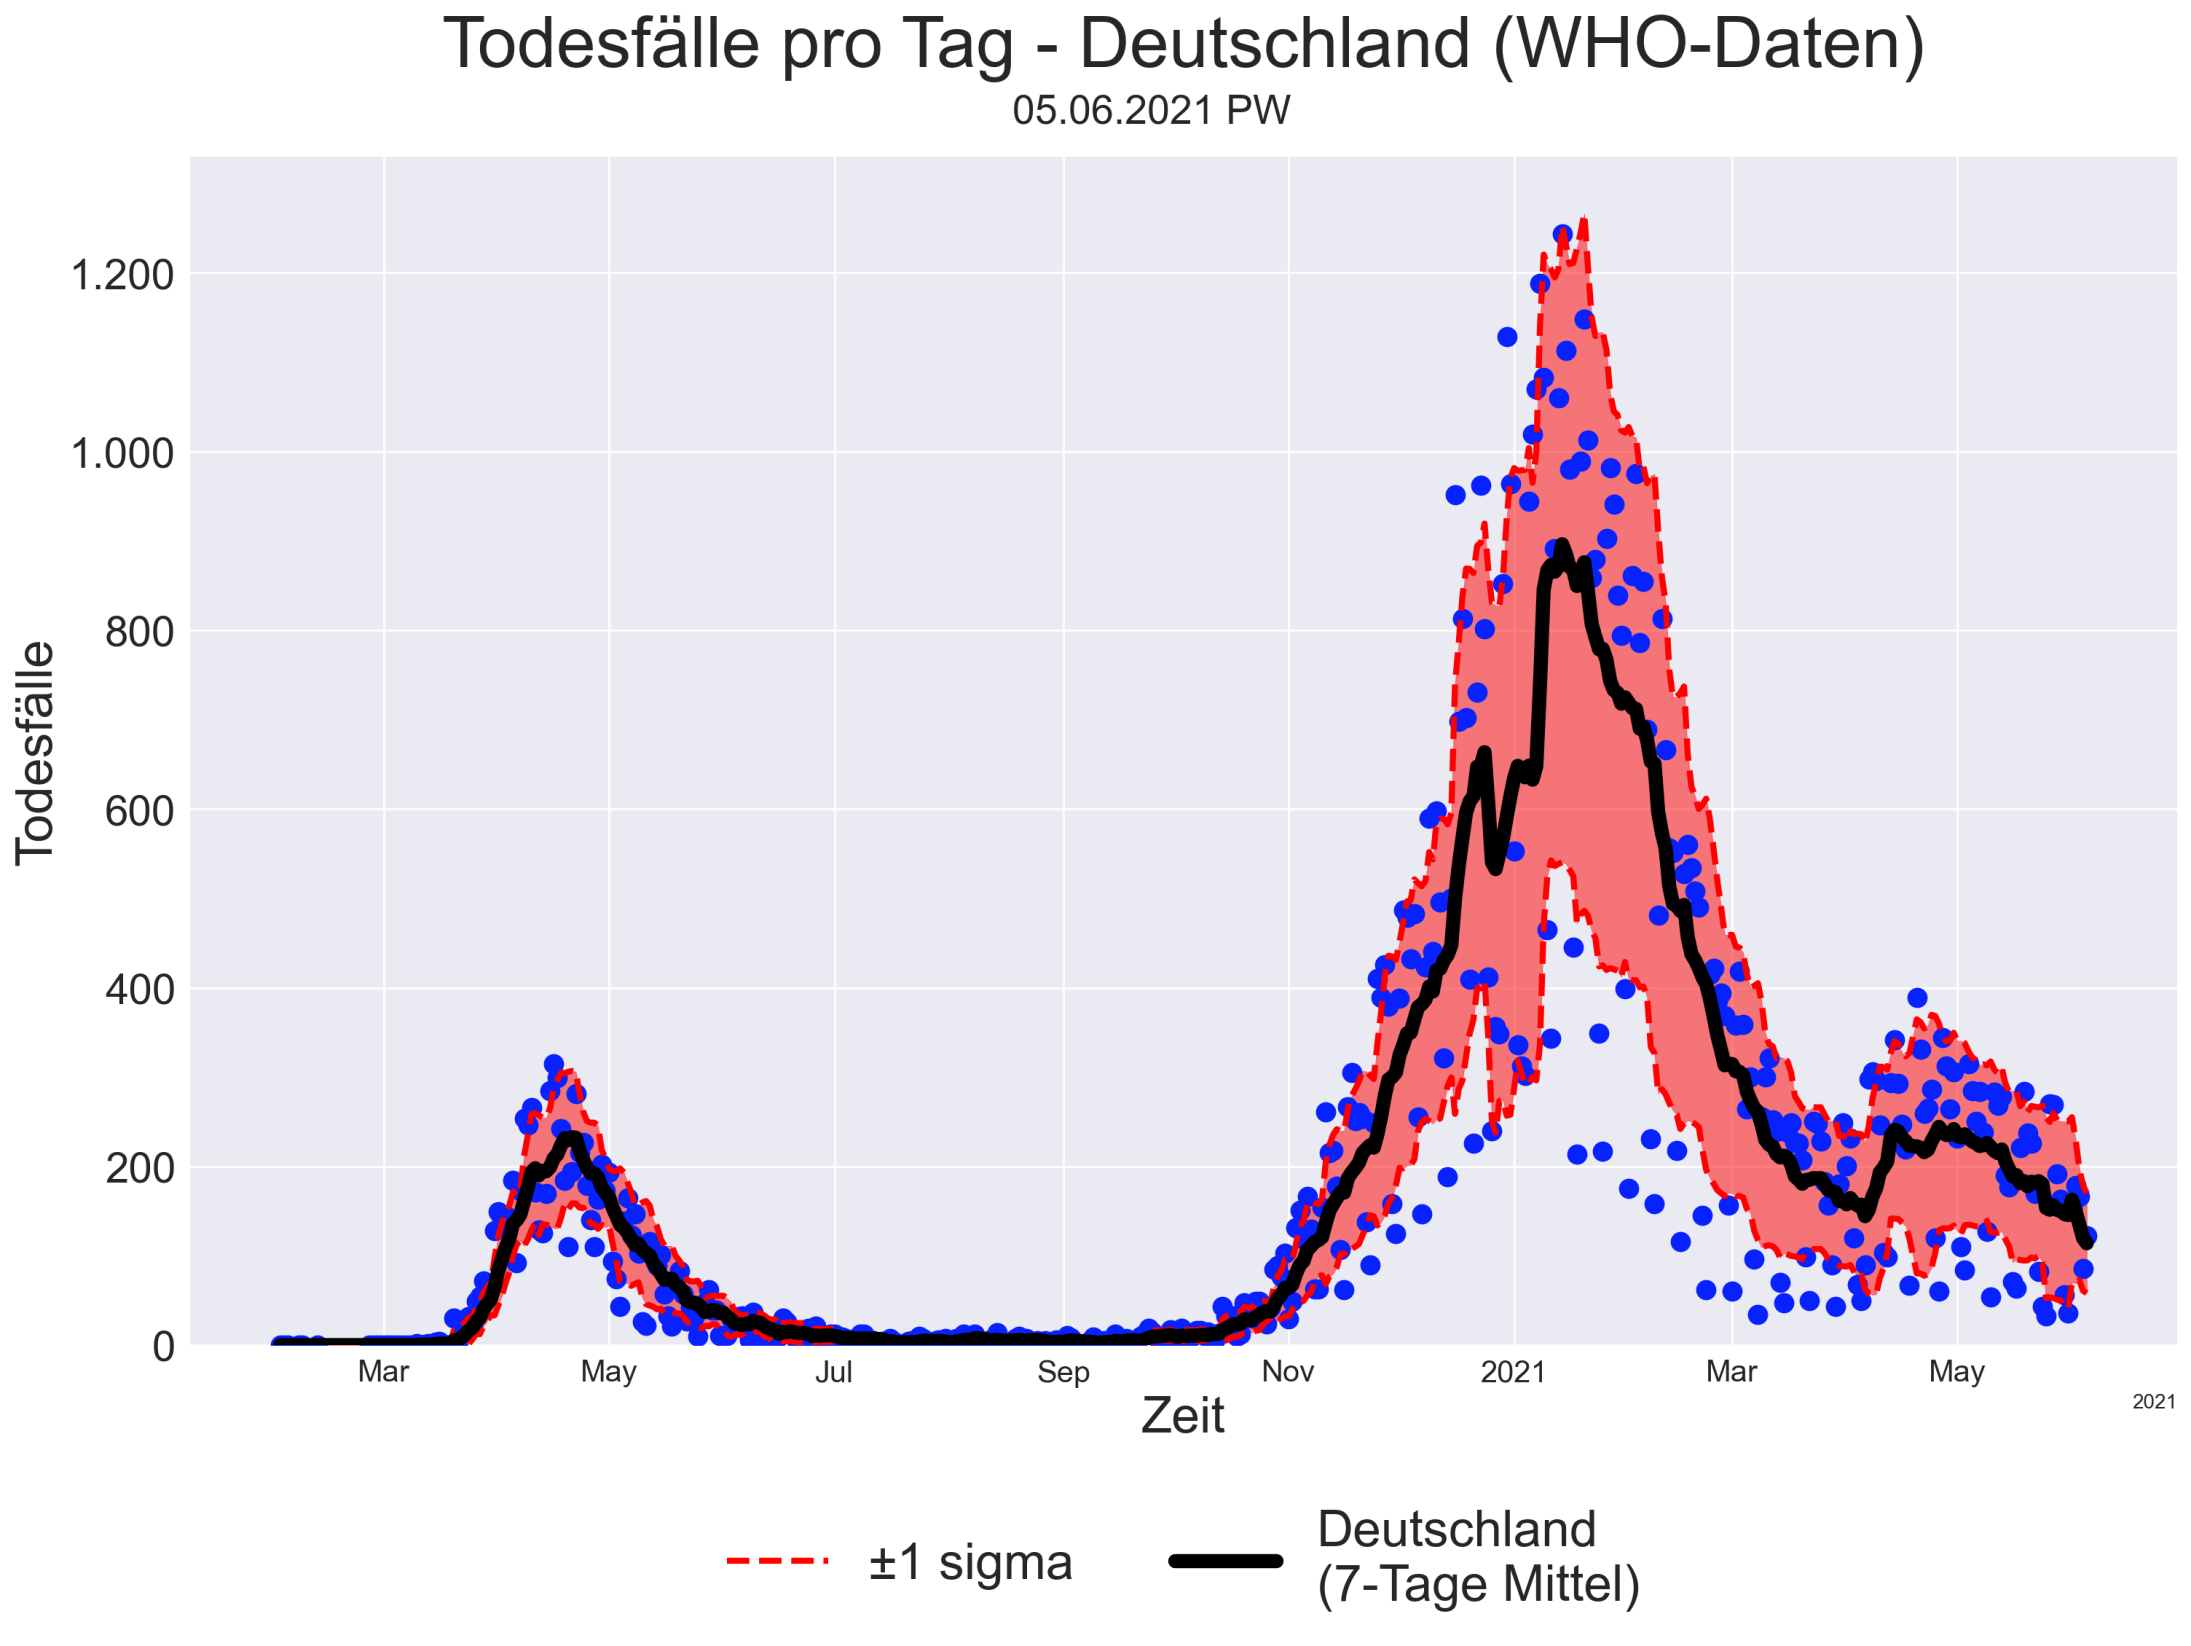 Todesfälle pro Tag - Deutschland (WHO-Daten)
05.06.2021 PW
1.200
1.000
800
600
400
200
0
Todesfälle
Mar
May
Jul
Sep
Nov
2021
Mar
May
2021
Zeit
±1 sigma
Deutschland
(7-Tage Mittel)